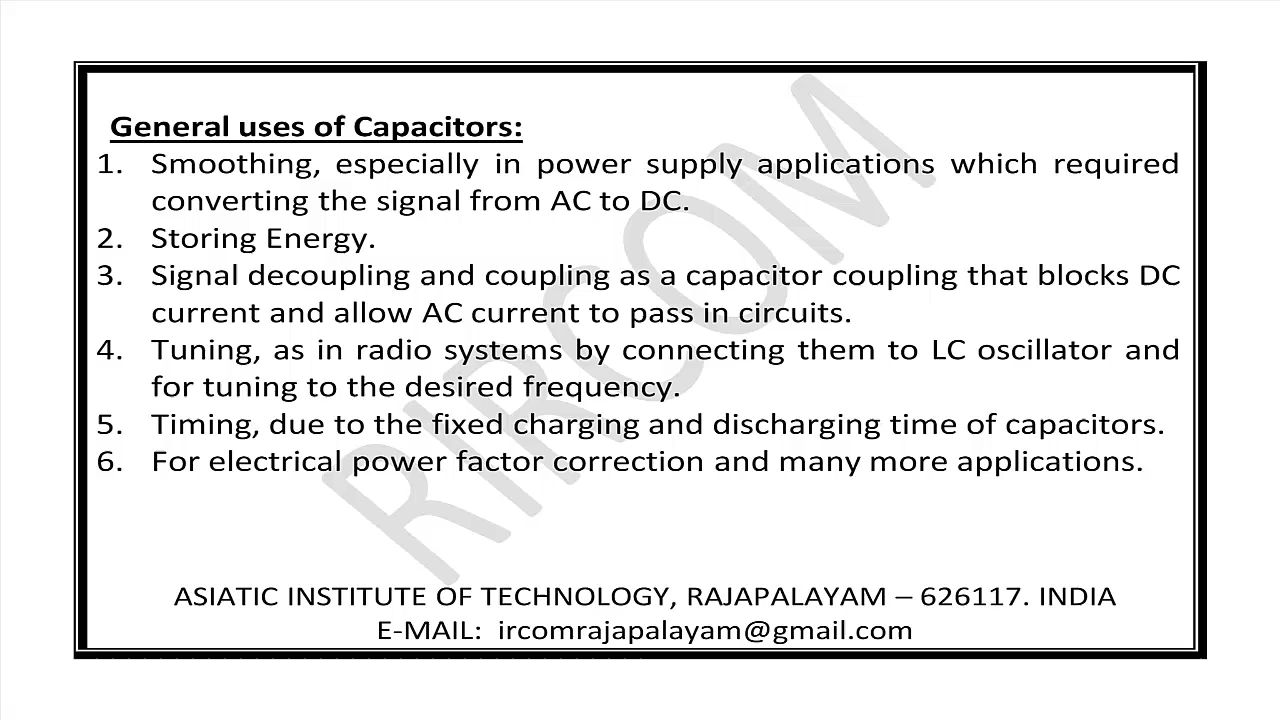 General uses of Capacitors:
1. Smoothing, especially in power supply applications which required
converting the signal from AC to DC.
2. Storing Energy.
3. Signal decoupling and coupling as a capacitor coupling that blocks DC
current and allow AC current to pass in circuits.
4. Tuning, as in radio systems by connecting them to LC oscillator and
for tuning to the desired frequency.
5. Timing, due to the fixed charging and discharging time of capacitors.
6. For electrical power factor correction and many more applications.
RIRCOM
ASIATIC INSTITUTE OF TECHNOLOGY, RAJAPALAYAM – 626117. INDIA
E-MAIL: ircomrajapalayam@gmail.com